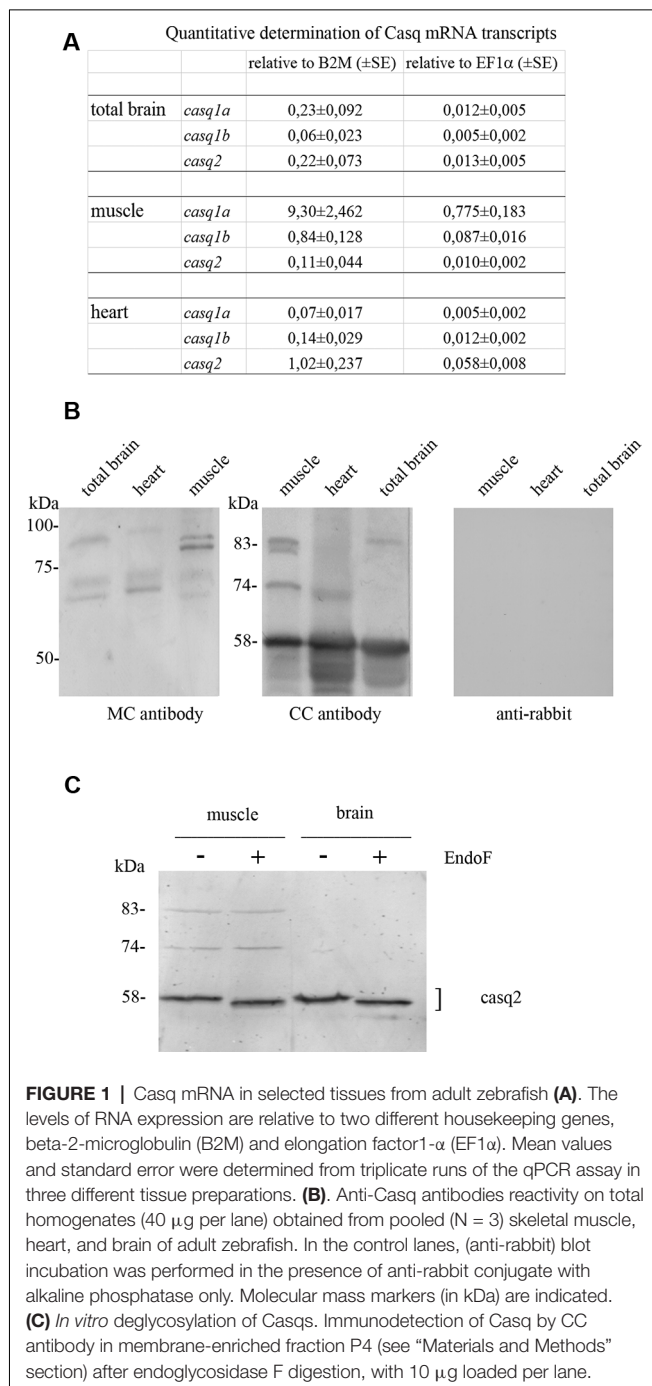 A
Quantitative determination of Casq mRNA transcripts
relative to B2M (±SE) relative to EF1α (±SE)
total brain casq1a 0,23±0,092 0,012±0,005
casq1b 0,06±0,023 0,005±0,002
casq2 0,22±0,073 0,013±0,005
muscle casq1a 9,30±2,462 0,775±0,183
casq1b 0,84±0,128 0,087±0,016
casq2 0,11±0,044 0,010±0,002
heart casq1a 0,07±0,017 0,005±0,002
casq1b 0,14±0,029 0,012±0,002
casq2 1,02±0,237 0,058±0,008
B
total brain heart muscle
kDa
100-
75-
50-
MC antibody
muscle heart total brain
kDa
83-
74-
58-
CC antibody
muscle heart total brain
anti-rabbit
C
muscle brain
kDa - + - + EndoF
83-
74-
58- casq2
FIGURE 1 | Casq mRNA in selected tissues from adult zebrafish (A). The
levels of RNA expression are relative to two different housekeeping genes,
beta-2-microglobulin (B2M) and elongation factor1-α (EF1α). Mean values
and standard error were determined from triplicate runs of the qPCR assay in
three different tissue preparations. (B). Anti-Casq antibodies reactivity on total
homogenates (40 μg per lane) obtained from pooled (N = 3) skeletal muscle,
heart, and brain of adult zebrafish. In the control lanes, (anti-rabbit) blot
incubation was performed in the presence of anti-rabbit conjugate with
alkaline phosphatase only. Molecular mass markers (in kDa) are indicated.
(C) In vitro deglycosylation of Casqs. Immunodetection of Casq by CC
antibody in membrane-enriched fraction P4 (see “Materials and Methods”
section) after endoglycosidase F digestion, with 10 μg loaded per lane.